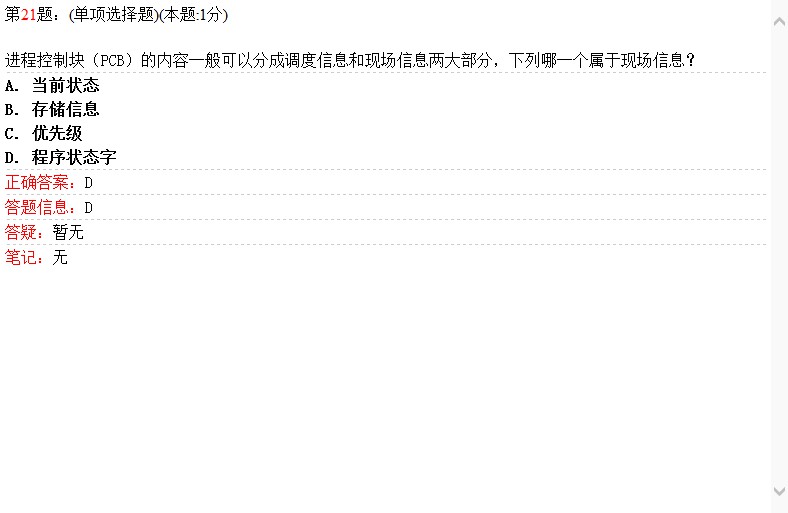 第21题：(单项选择题)(本题:1分)
进程控制块（PCB）的内容一般可以分成调度信息和现场信息两大部分，下列哪一个属于现场信息？
A. 当前状态
B. 存储信息
C. 优先级
D. 程序状态字
正确答案：D
答题信息：D
答疑：暂无
笔记：无